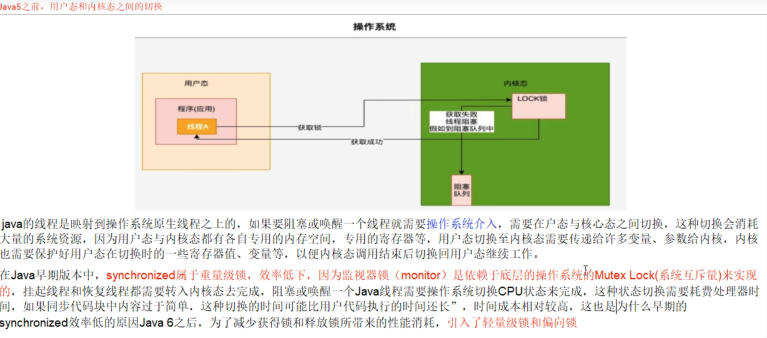 Java5之前，用户态和内核态之间的切换
操作系统
用户态
内核态
程序(应用)
线程A
LOCK锁
获取锁
获取失败
线程阻塞
假如到阻塞队列中
获取成功
阻塞
队列
java的线程是映射到操作系统原生线程之上的，如果要阻塞或唤醒一个线程就需要操作系统介入，需要在户态与核心态之间切换，这种切换会消耗
大量的系统资源，因为用户态与内核态都有各自专用的内存空间，专用的寄存器等，用户态切换至内核态需要传递给许多变量、参数给内核，内核
也需要保护好用户态在切换时的一些寄存器值、变量等，以便内核态调用结束后切换回用户态继续工作。
在Java早期版本中，synchronized属于重量级锁，效率低下，因为监视器锁（monitor）是依赖于底层的操作系统的Mutex Lock(系统互斥量)来实现
的，挂起线程和恢复线程都需要转入内核态去完成，阻塞或唤醒一个Java线程需要操作系统切换CPU状态来完成，这种状态切换需要耗费处理器时
间，如果同步代码块中内容过于简单，这种切换的时间可能比用户代码执行的时间还长”，时间成本相对较高，这也是为什么早期的
synchronized效率低的原因Java 6之后，为了减少获得锁和释放锁所带来的性能消耗，引入了轻量级锁和偏向锁